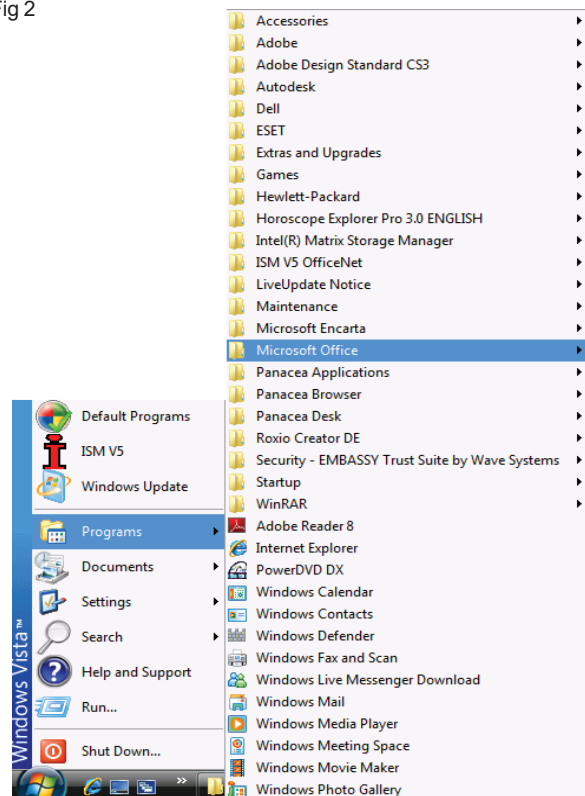 Fig 2
Accessories
Adobe
Adobe Design Standard CS3
Autodesk
Dell
ESET
Extras and Upgrades
Games
Hewlett-Packard
Horoscope Explorer Pro 3.0 ENGLISH
Intel(R) Matrix Storage Manager
ISM V5 OfficeNet
LiveUpdate Notice
Maintenance
Microsoft Encarta
Microsoft Office
Panacea Applications
Panacea Browser
Panacea Desk
Roxio Creator DE
Security - EMBASSY Trust Suite by Wave Systems
Startup
WinRAR
Adobe Reader 8
Internet Explorer
PowerDVD DX
Windows Calendar
Windows Contacts
Windows Defender
Windows Fax and Scan
Windows Live Messenger Download
Windows Mail
Windows Media Player
Windows Meeting Space
Windows Movie Maker
Windows Photo Gallery
Default Programs
ISM V5
Windows Update
Programs
Documents
Settings
Search
Help and Support
Run...
Shut Down...
Windows Vista™